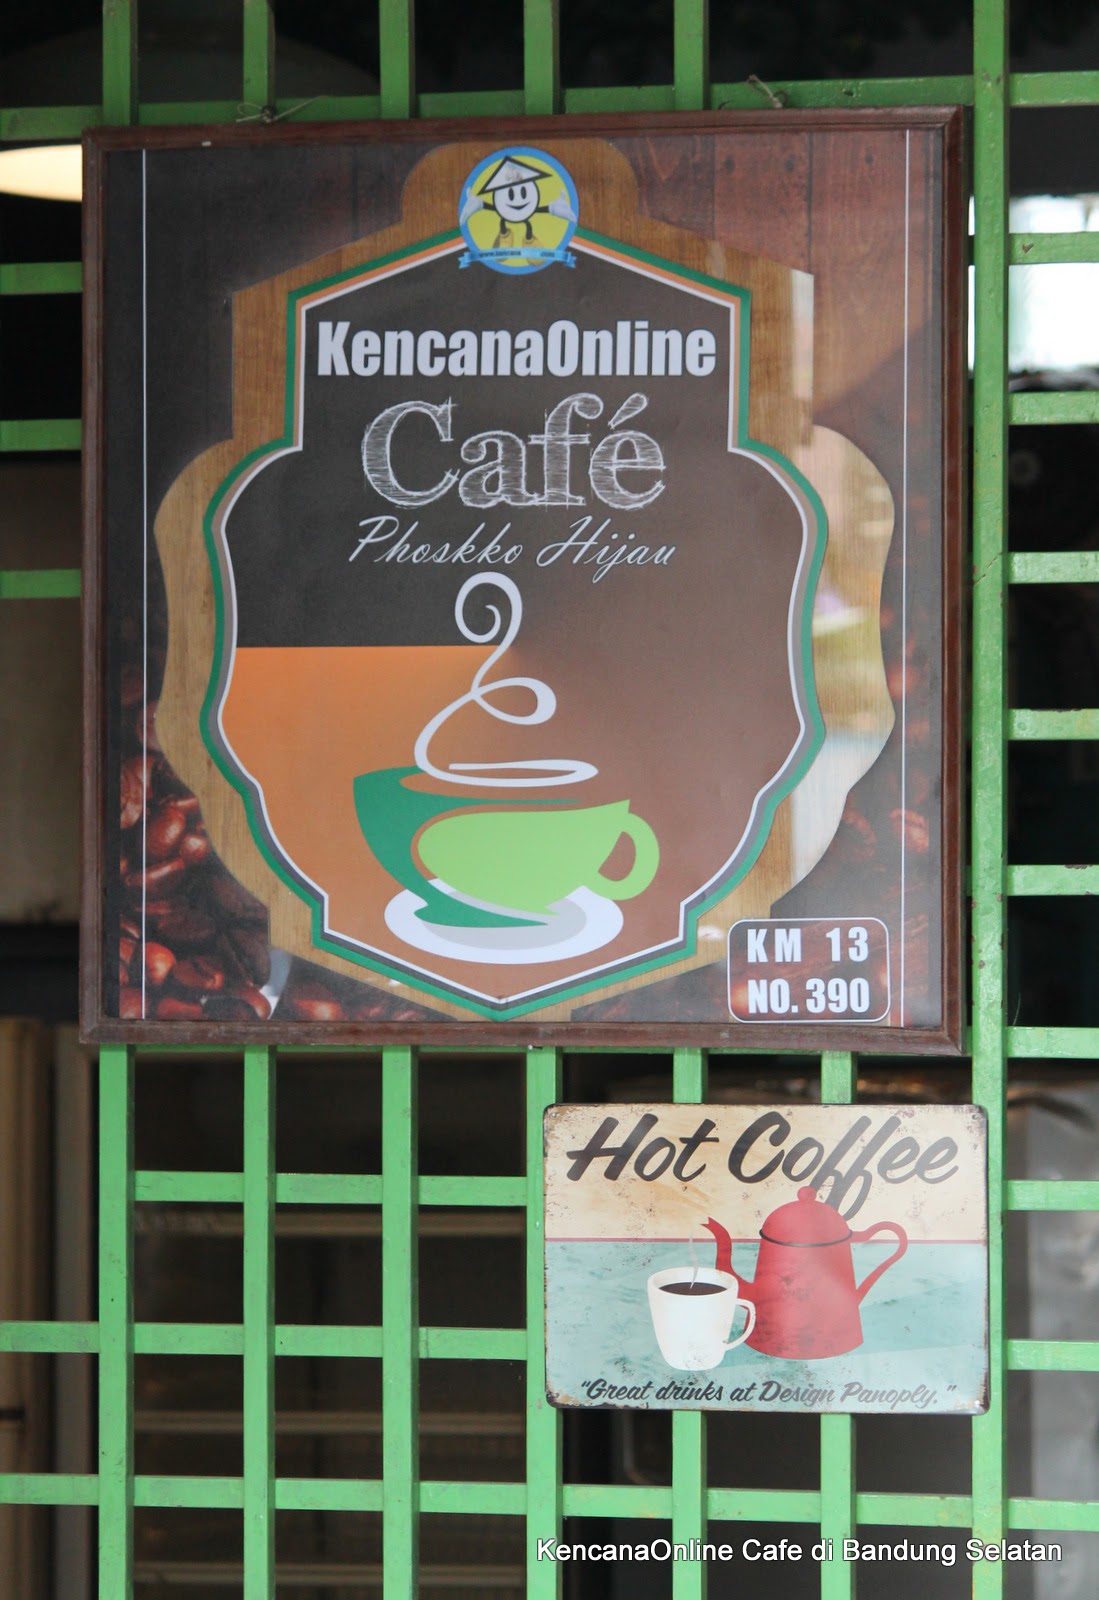 KencanaOnline
Café
Phoskko Hijau
KM 13
NO. 390
Hot Coffee
"Great drinks at Design Panoply."
KencanaOnline Cafe di Bandung Selatan